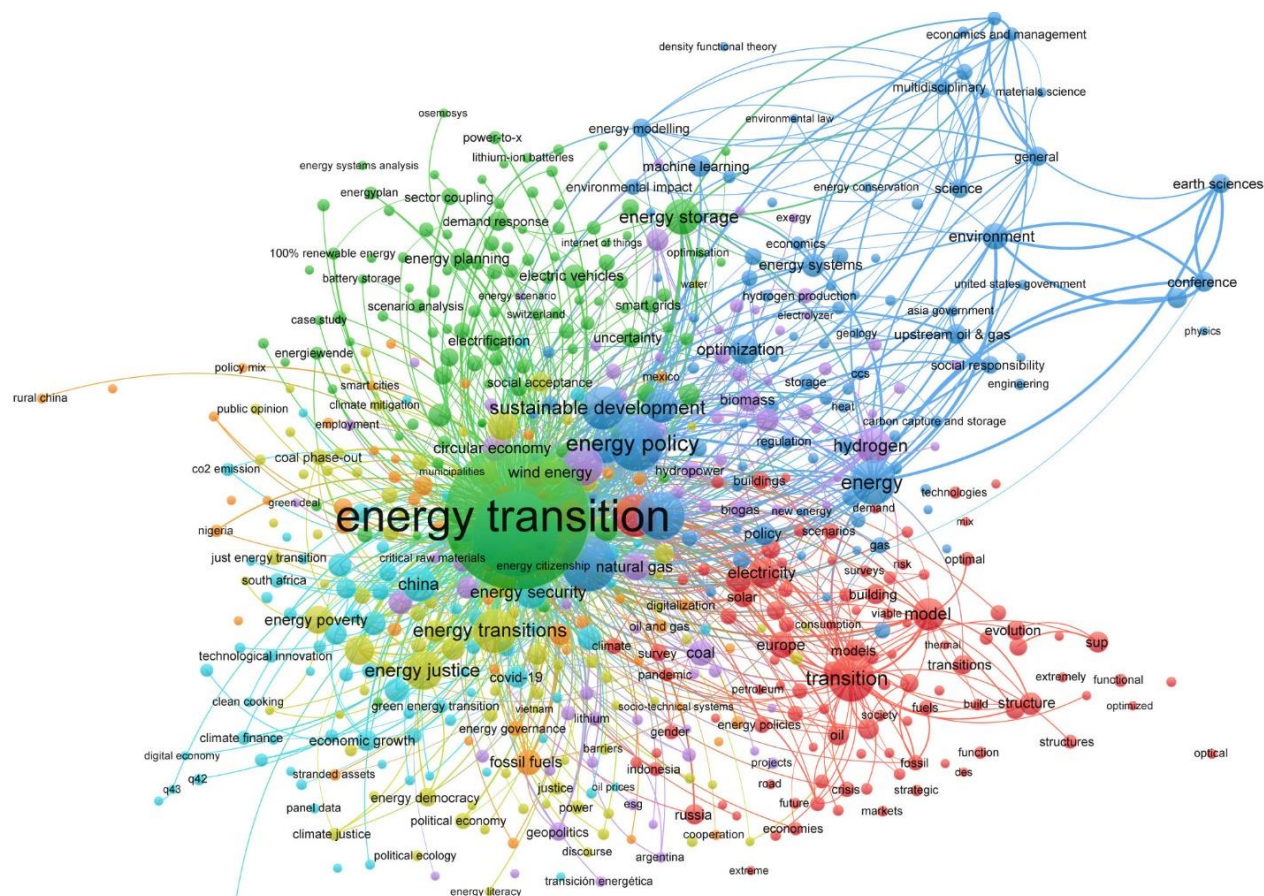 economics and management
density functional theory
multidisciplinary
materials science
osemosys
power-to-x
energy modelling
environmental law
lithium-ion batteries
general
energy systems analysis
machine learning
earth sciences
energyplan
sector coupling
environmental impact
energy conservation
science
demand response
energy storage
exergy
environment
internet of things
economics
100% renewable energy
energy planning
optimisation
energy systems
battery storage
electric vehicles
water
united states government
conference
energy scenario
hydrogen production
scenario analysis
smart grids
asia government
switzerland
electrolyzer
case study
electrification
uncertainty
geology
upstream oil & gas
physics
energiewende
optimization
policy mix
social acceptance
mexico
storage
ccs
social responsibility
rural china
smart cities
biomass
heat
engineering
public opinion
climate mitigation
sustainable development
employment
carbon capture and storage
coal phase-out
circular economy
energy policy
regulation
hydrogen
co2 emission
municipalities
wind energy
hydropower
buildings
energy
green deal
technologies
energy transition
biogas
new energy
demand
mix
nigeria
policy
scenarios
just energy transition
critical raw materials
energy citizenship
natural gas
gas
optimal
south africa
china
electricity
surveys
risk
energy security
solar
building
energy poverty
digitalization
viable
model
energy transitions
oil and gas
consumption
evolution
technological innovation
climate
survey
coal
europe
models
thermal
sup
energy justice
covid-19
pandemic
transition
transitions
clean cooking
petroleum
extremely
functional
green energy transition
vietnam
socio-technical systems
fuels
build
structure
optimized
climate finance
economic growth
energy governance
lithium
gender
energy policies
society
oil
structures
digital economy
barriers
function
optical
q43
q42
stranded assets
fossil fuels
indonesia
projects
fossil
des
panel data
energy democracy
justice
oil prices
road
crisis
strategic
power
esg
future
markets
climate justice
political economy
geopolitics
russia
economies
cooperation
political ecology
discourse
argentina
extreme
energy literacy
transición energética